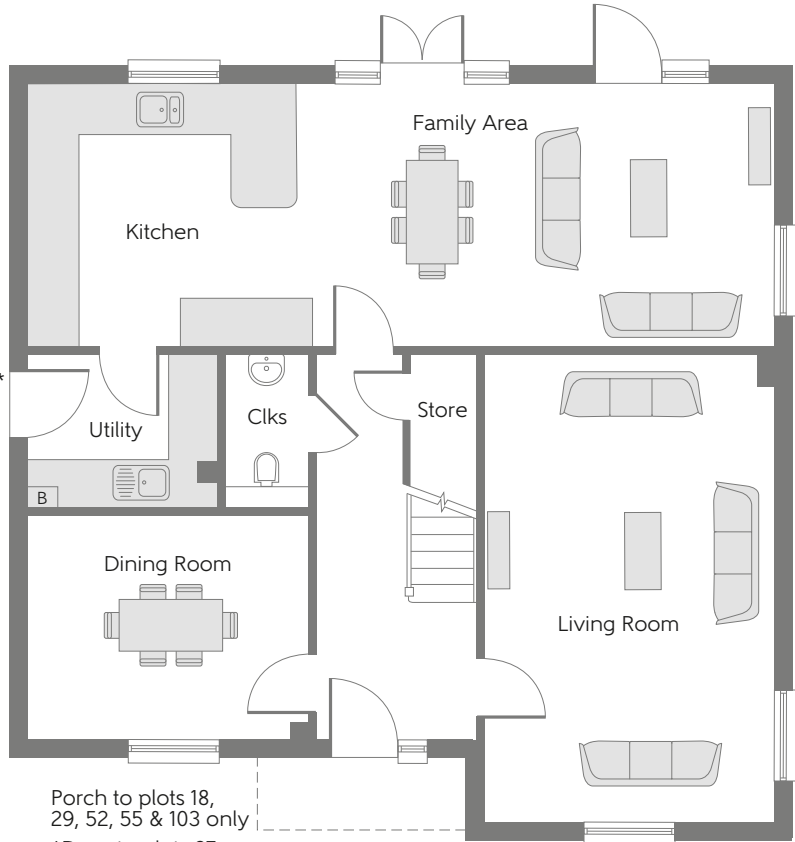 Family Area
Kitchen
*
Utility
Clks
Store
B
Dining Room
Living Room
Porch to plots 18,
29, 52, 55 & 103 only